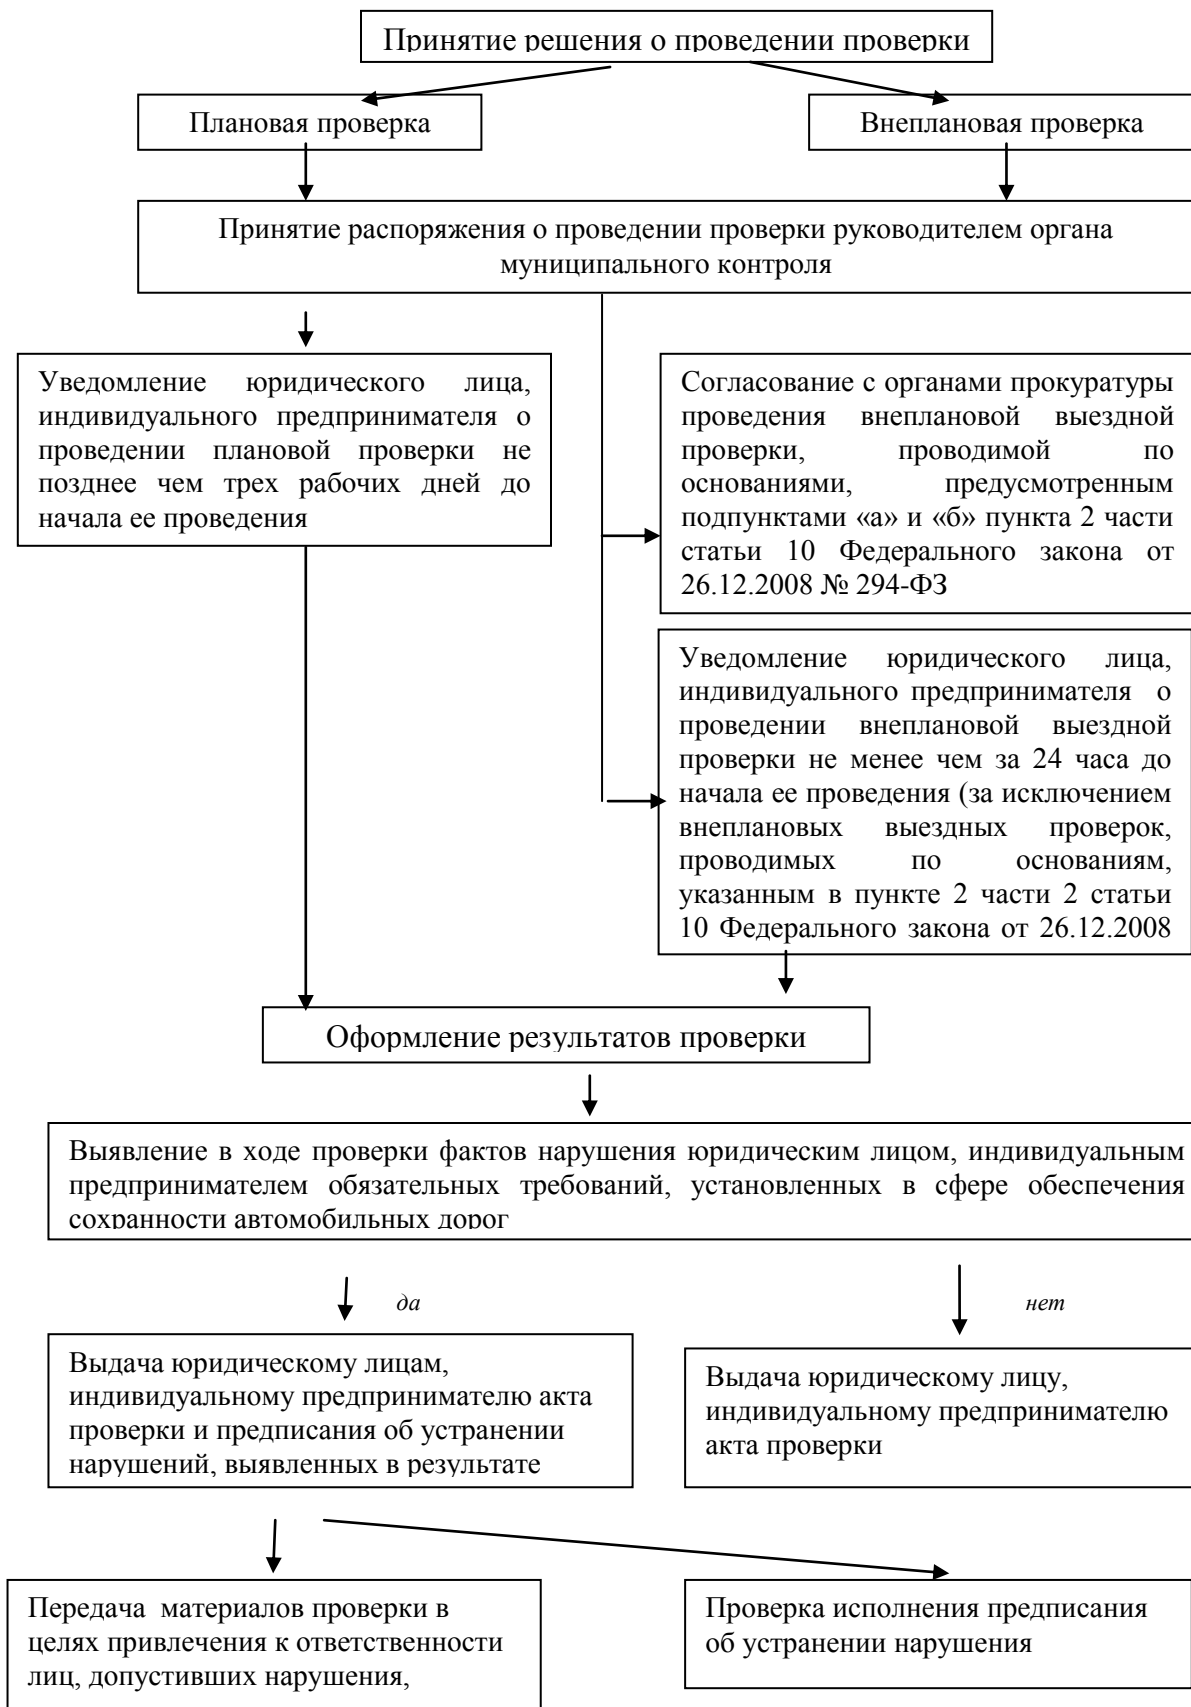 Принятие решения о проведении проверки
Плановая проверка
Внеплановая проверка
Принятие распоряжения о проведении проверки руководителем органа
муниципального контроля
Уведомление юридического лица,
индивидуального предпринимателя о
проведении плановой проверки не
позднее чем трех рабочих дней до
начала ее проведения
Согласование с органами прокуратуры
проведения внеплановой выездной
проверки, проводимой по
основаниями, предусмотренным
подпунктами «а» и «б» пункта 2 части
статьи 10 Федерального закона от
26.12.2008 № 294-ФЗ
Уведомление юридического лица,
индивидуального предпринимателя о
проведении внеплановой выездной
проверки не менее чем за 24 часа до
начала ее проведения (за исключением
внеплановых выездных проверок,
проводимых по основаниям,
указанным в пункте 2 части 2 статьи
10 Федерального закона от 26.12.2008
Оформление результатов проверки
Выявление в ходе проверки фактов нарушения юридическим лицом, индивидуальным
предпринимателем обязательных требований, установленных в сфере обеспечения
сохранности автомобильных дорог
да
нет
Выдача юридическому лицам,
индивидуальному предпринимателю акта
проверки и предписания об устранении
нарушений, выявленных в результате
Выдача юридическому лицу,
индивидуальному предпринимателю
акта проверки
Передача материалов проверки в
целях привлечения к ответственности
лиц, допустивших нарушения,
Проверка исполнения предписания
об устранении нарушения